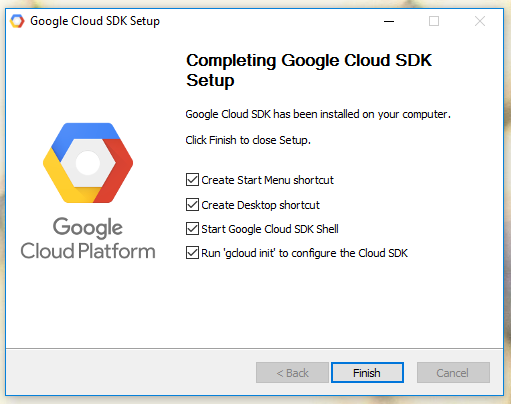 Google Cloud SDK Setup
Completing Google Cloud SDK
Setup
Google Cloud SDK has been installed on your computer.
Click Finish to close Setup.
Create Start Menu shortcut
Create Desktop shortcut
Start Google Cloud SDK Shell
Run 'gcloud init' to configure the Cloud SDK
Google
Cloud Platform
< Back
Finish
Cancel